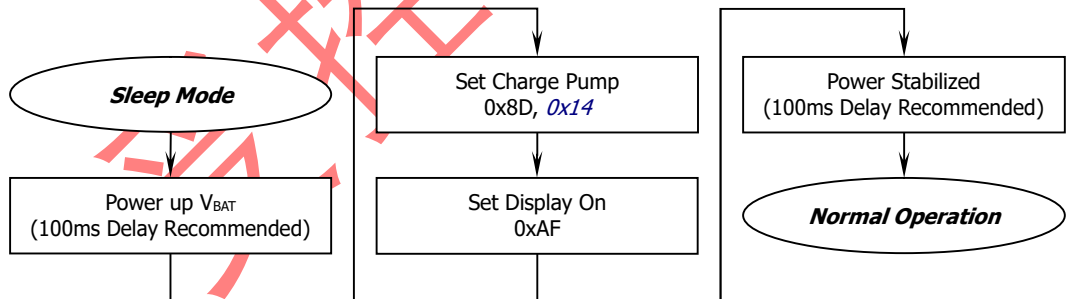 Sleep Mode
Power up VBAT
(100ms Delay Recommended)
Set Charge Pump
0x8D, 0x14
Set Display On
0xAF
Power Stabilized
(100ms Delay Recommended)
Normal Operation